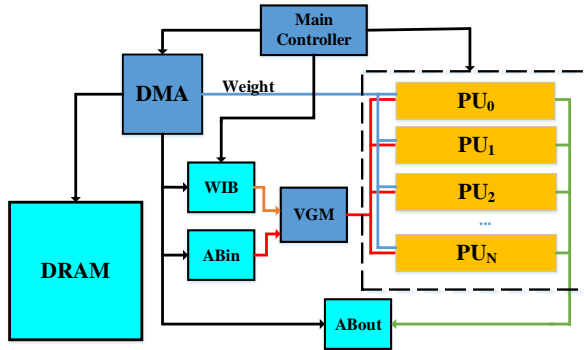 Main
Controller
DMA
Weight
PU0
PU1
WIB
VGM
PU2
...
ABin
DRAM
PUN
ABout